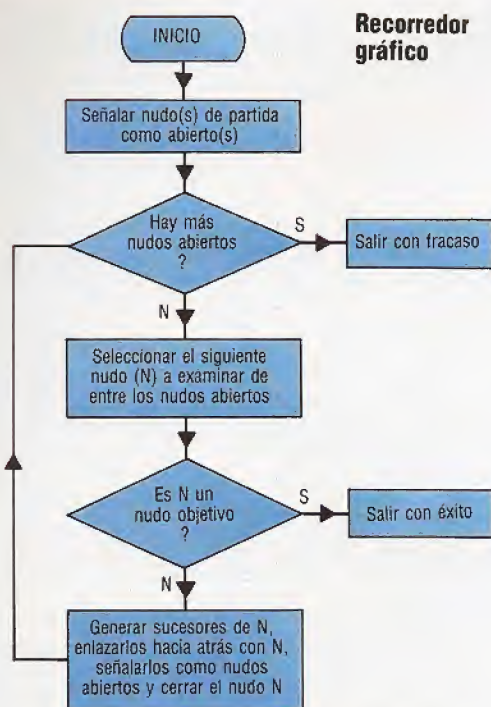 Recorredor
gráfico
INICIO
Señalar nudo(s) de partida
como abierto(s)
Hay más
nudos abiertos
?
S
Salir con fracaso
N
Seleccionar el siguiente
nudo (N) a examinar de
entre los nudos abiertos
Es N un
nudo objetivo
?
S
Salir con éxito
N
Generar sucesores de N,
enlazarlos hacia atrás con N,
señalarlos como nudos
abiertos y cerrar el nudo N